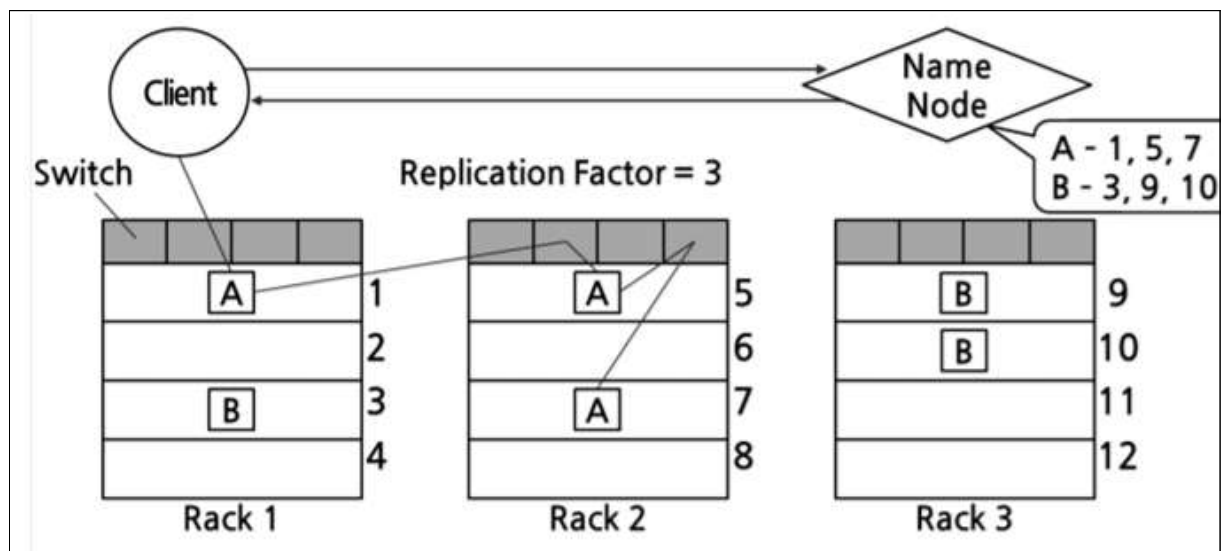 Client
Name
Node
A - 1, 5, 7
B - 3, 9, 10
Switch
Replication Factor = 3
A 1
2
B 3
4
Rack 1
A 5
6
A 7
8
Rack 2
B 9
B 10
11
12
Rack 3